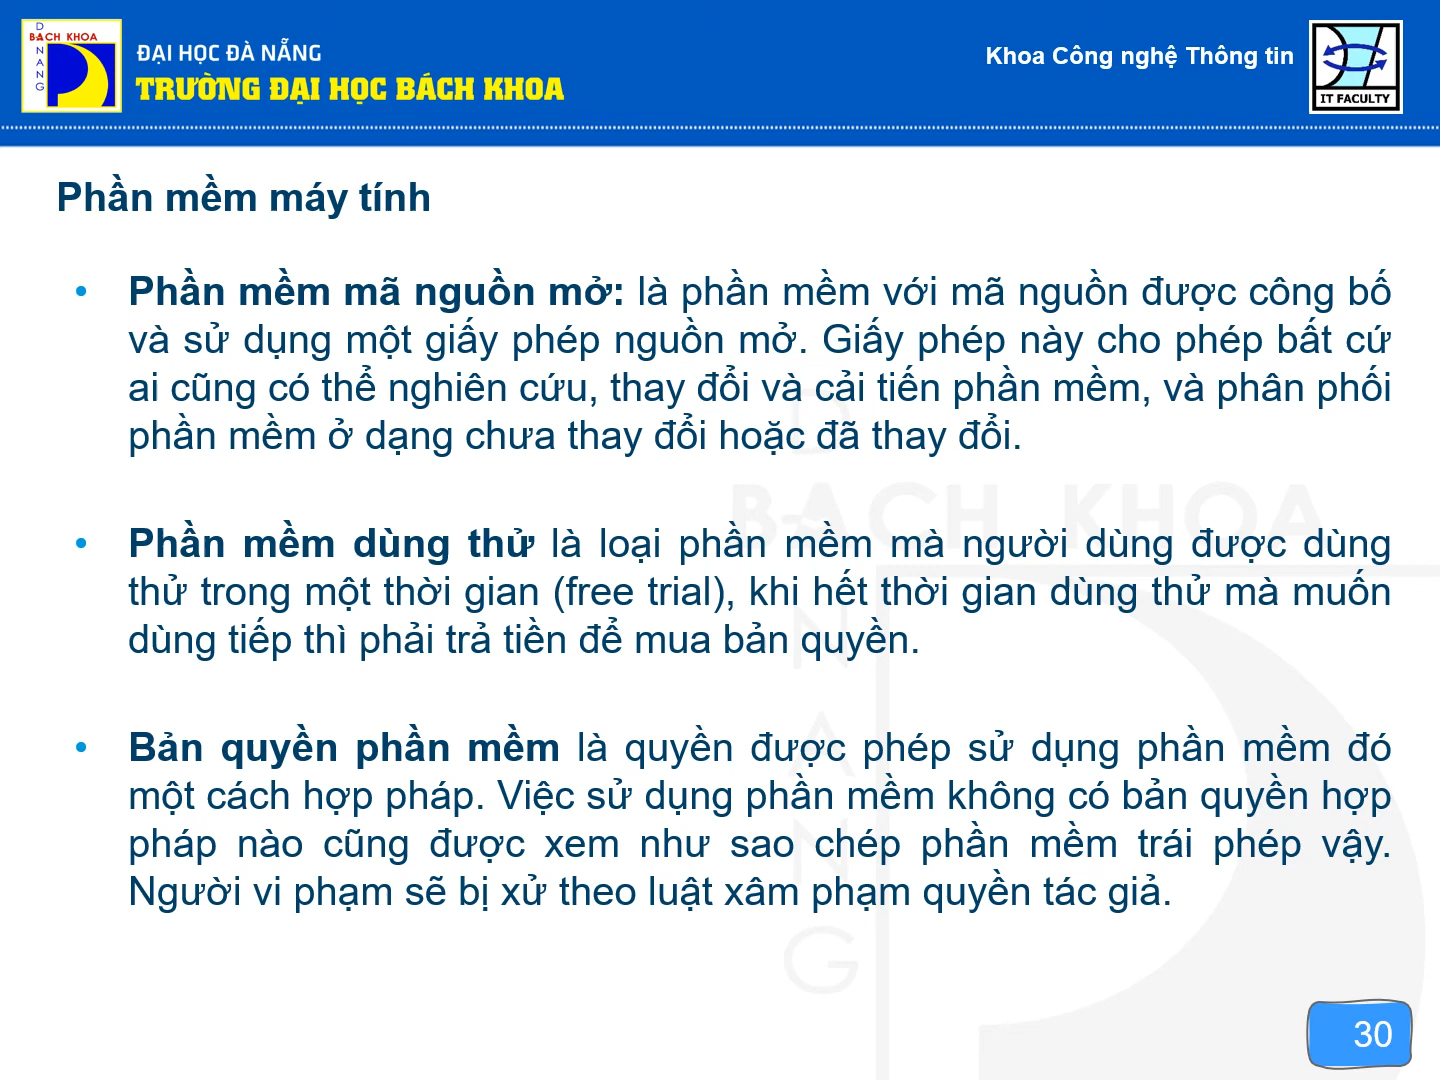 D
BACH KHOA
N
A
N
G
ĐẠI HỌC ĐÀ NẴNG
TRƯỜNG ĐẠI HỌC BÁCH KHOA
Khoa Công nghệ Thông tin
IT FACULTY
Phần mềm máy tính
• Phần mềm mã nguồn mở: là phần mềm với mã nguồn được công bố
và sử dụng một giấy phép nguồn mở. Giấy phép này cho phép bất cứ
ai cũng có thể nghiên cứu, thay đổi và cải tiến phần mềm, và phân phối
phần mềm ở dạng chưa thay đổi hoặc đã thay đổi.
• Phần mềm dùng thử là loại phần mềm mà người dùng được dùng
thử trong một thời gian (free trial), khi hết thời gian dùng thử mà muốn
dùng tiếp thì phải trả tiền để mua bản quyền.
• Bản quyền phần mềm là quyền được phép sử dụng phần mềm đó
một cách hợp pháp. Việc sử dụng phần mềm không có bản quyền hợp
pháp nào cũng được xem như sao chép phần mềm trái phép vậy.
Người vi phạm sẽ bị xử theo luật xâm phạm quyền tác giả.
D
BACH KHOA
N
A
N
G
30